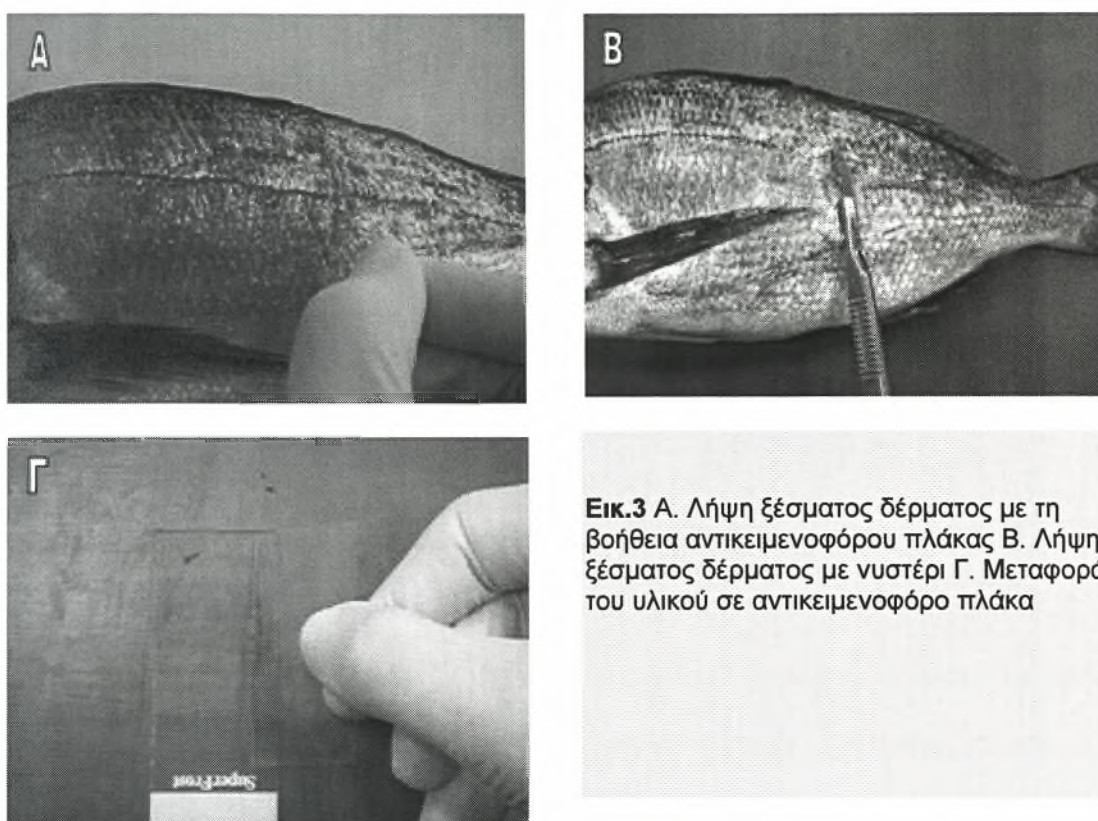 Α
Β
Γ
SuperFrost
Εικ.3 Α. Λήψη ξέσματος δέρματος με τη
βοήθεια αντικειμενοφόρου πλάκας Β. Λήψη
ξέσματος δέρματος με νυστέρι Γ. Μεταφορά
του υλικού σε αντικειμενοφόρο πλάκα